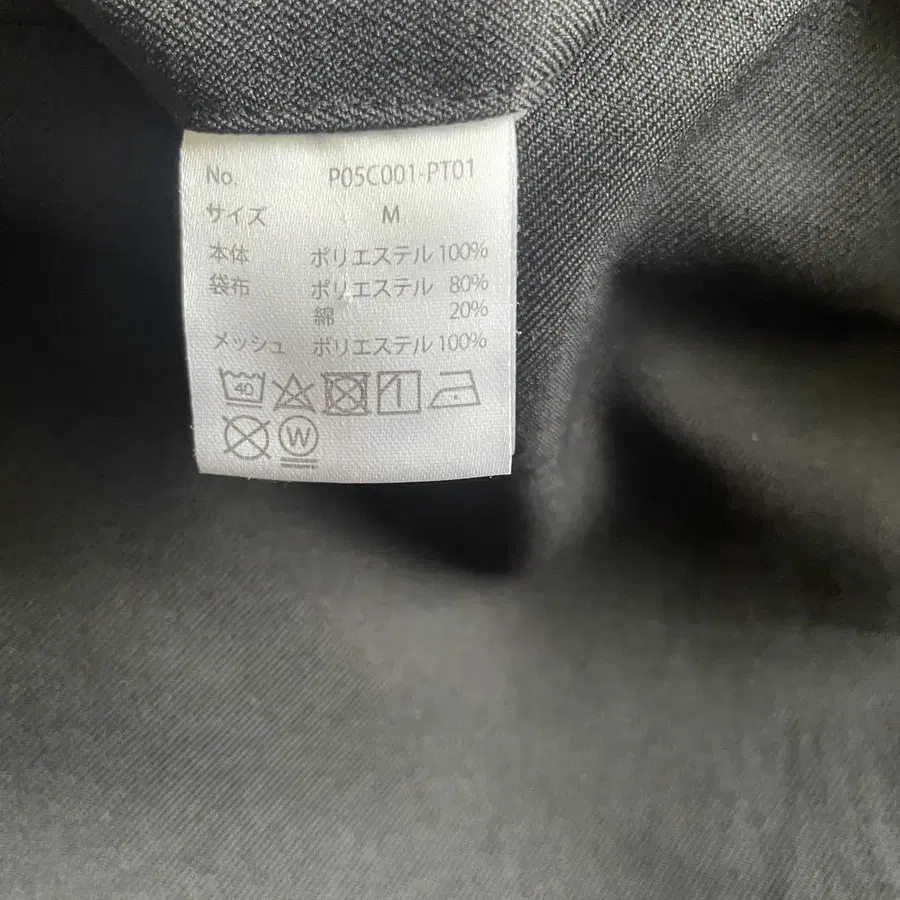 No. P05C001-PT01
サイズ M
本体 ポリエステル 100%
袋布 ポリエステル 80%
綿 20%
メッシュ ポリエステル 100%
40
W